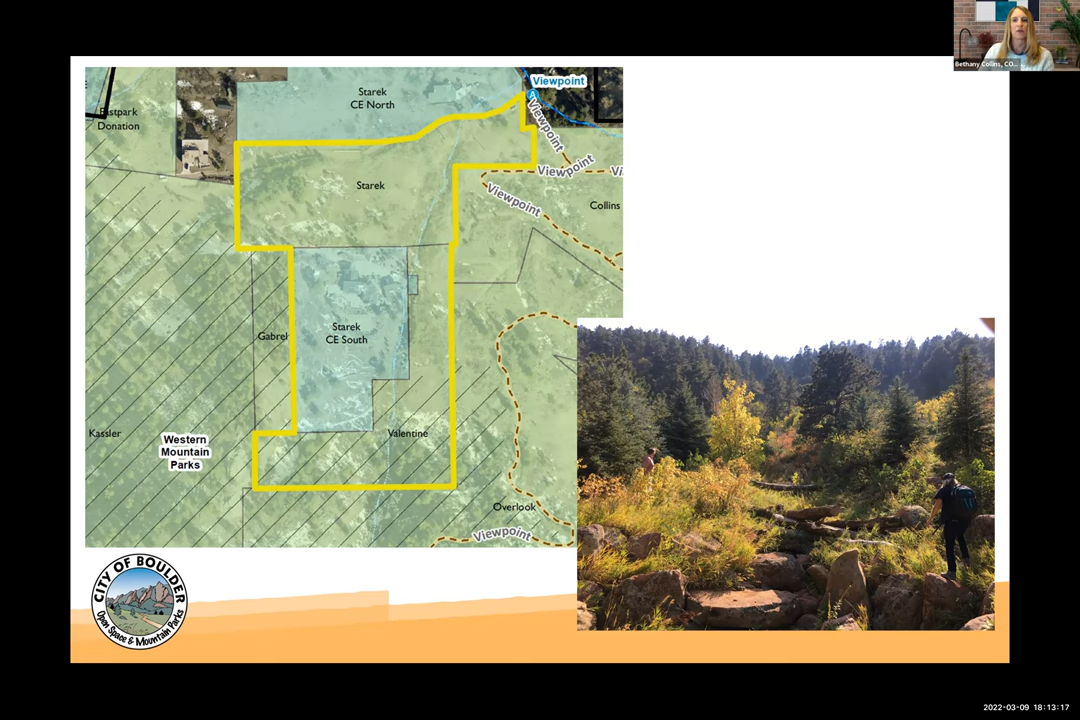 Bethany Collins, CO...
Viewpoint
Starek
CE North
Eastpark
Donation
Viewpoint
Viewpoint
Vi
Starek
Viewpoint
Collins
Gabrel
Starek
CE South
Kassler
Western
Mountain
Parks
Valentine
Overlook
Viewpoint
CITY OF BOULDER
Open Space & Mountain Parks
2022-03-09 18:13:17